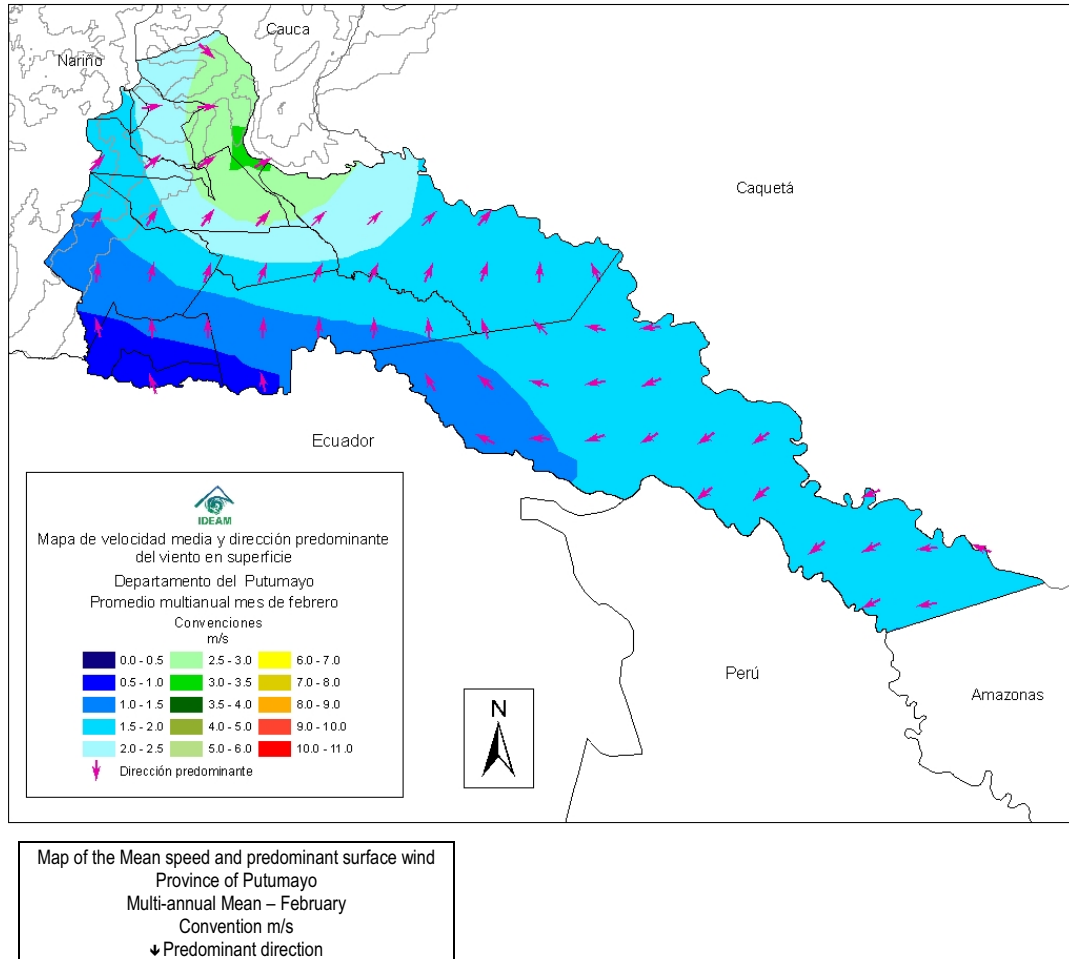 Cauca
Nariño
Caquetá
Ecuador
Perú
Amazonas
N
IDEAM
Mapa de velocidad media y dirección predominante
del viento en superficie
Departamento del Putumayo
Promedio multianual mes de febrero
Convenciones
m/s
0.0 - 0.5 2.5 - 3.0 6.0 - 7.0
0.5 - 1.0 3.0 - 3.5 7.0 - 8.0
1.0 - 1.5 3.5 - 4.0 8.0 - 9.0
1.5 - 2.0 4.0 - 5.0 9.0 - 10.0
2.0 - 2.5 5.0 - 6.0 10.0 - 11.0
Dirección predominante
Map of the Mean speed and predominant surface wind
Province of Putumayo
Multi-annual Mean – February
Convention m/s
↓Predominant direction